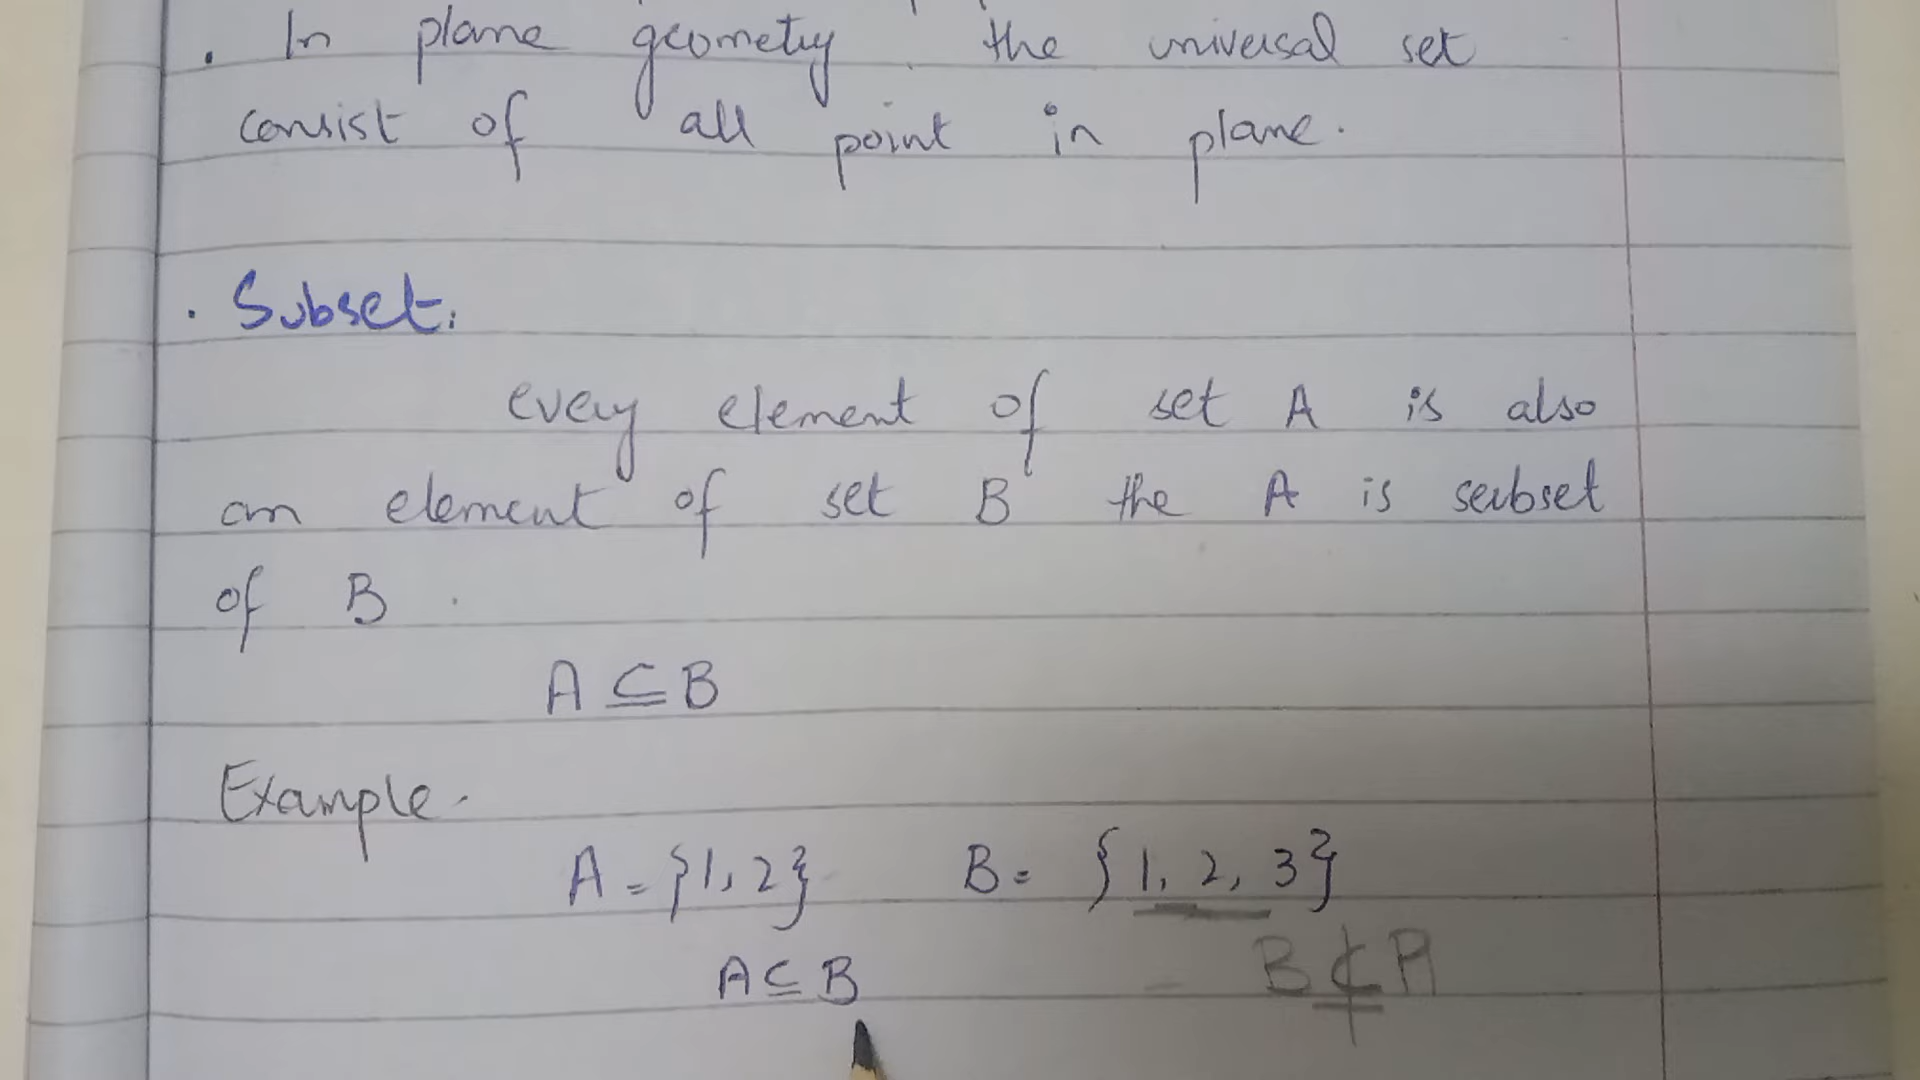 . In plane geometry the universal set
consist of all point in plane.
. Subset:
every element of set A is also
an element of set B the A is subset
of B.
A ⊆ B
Example.
A = {1, 2} B = {1, 2, 3}
A ⊆ B B ⊈ A